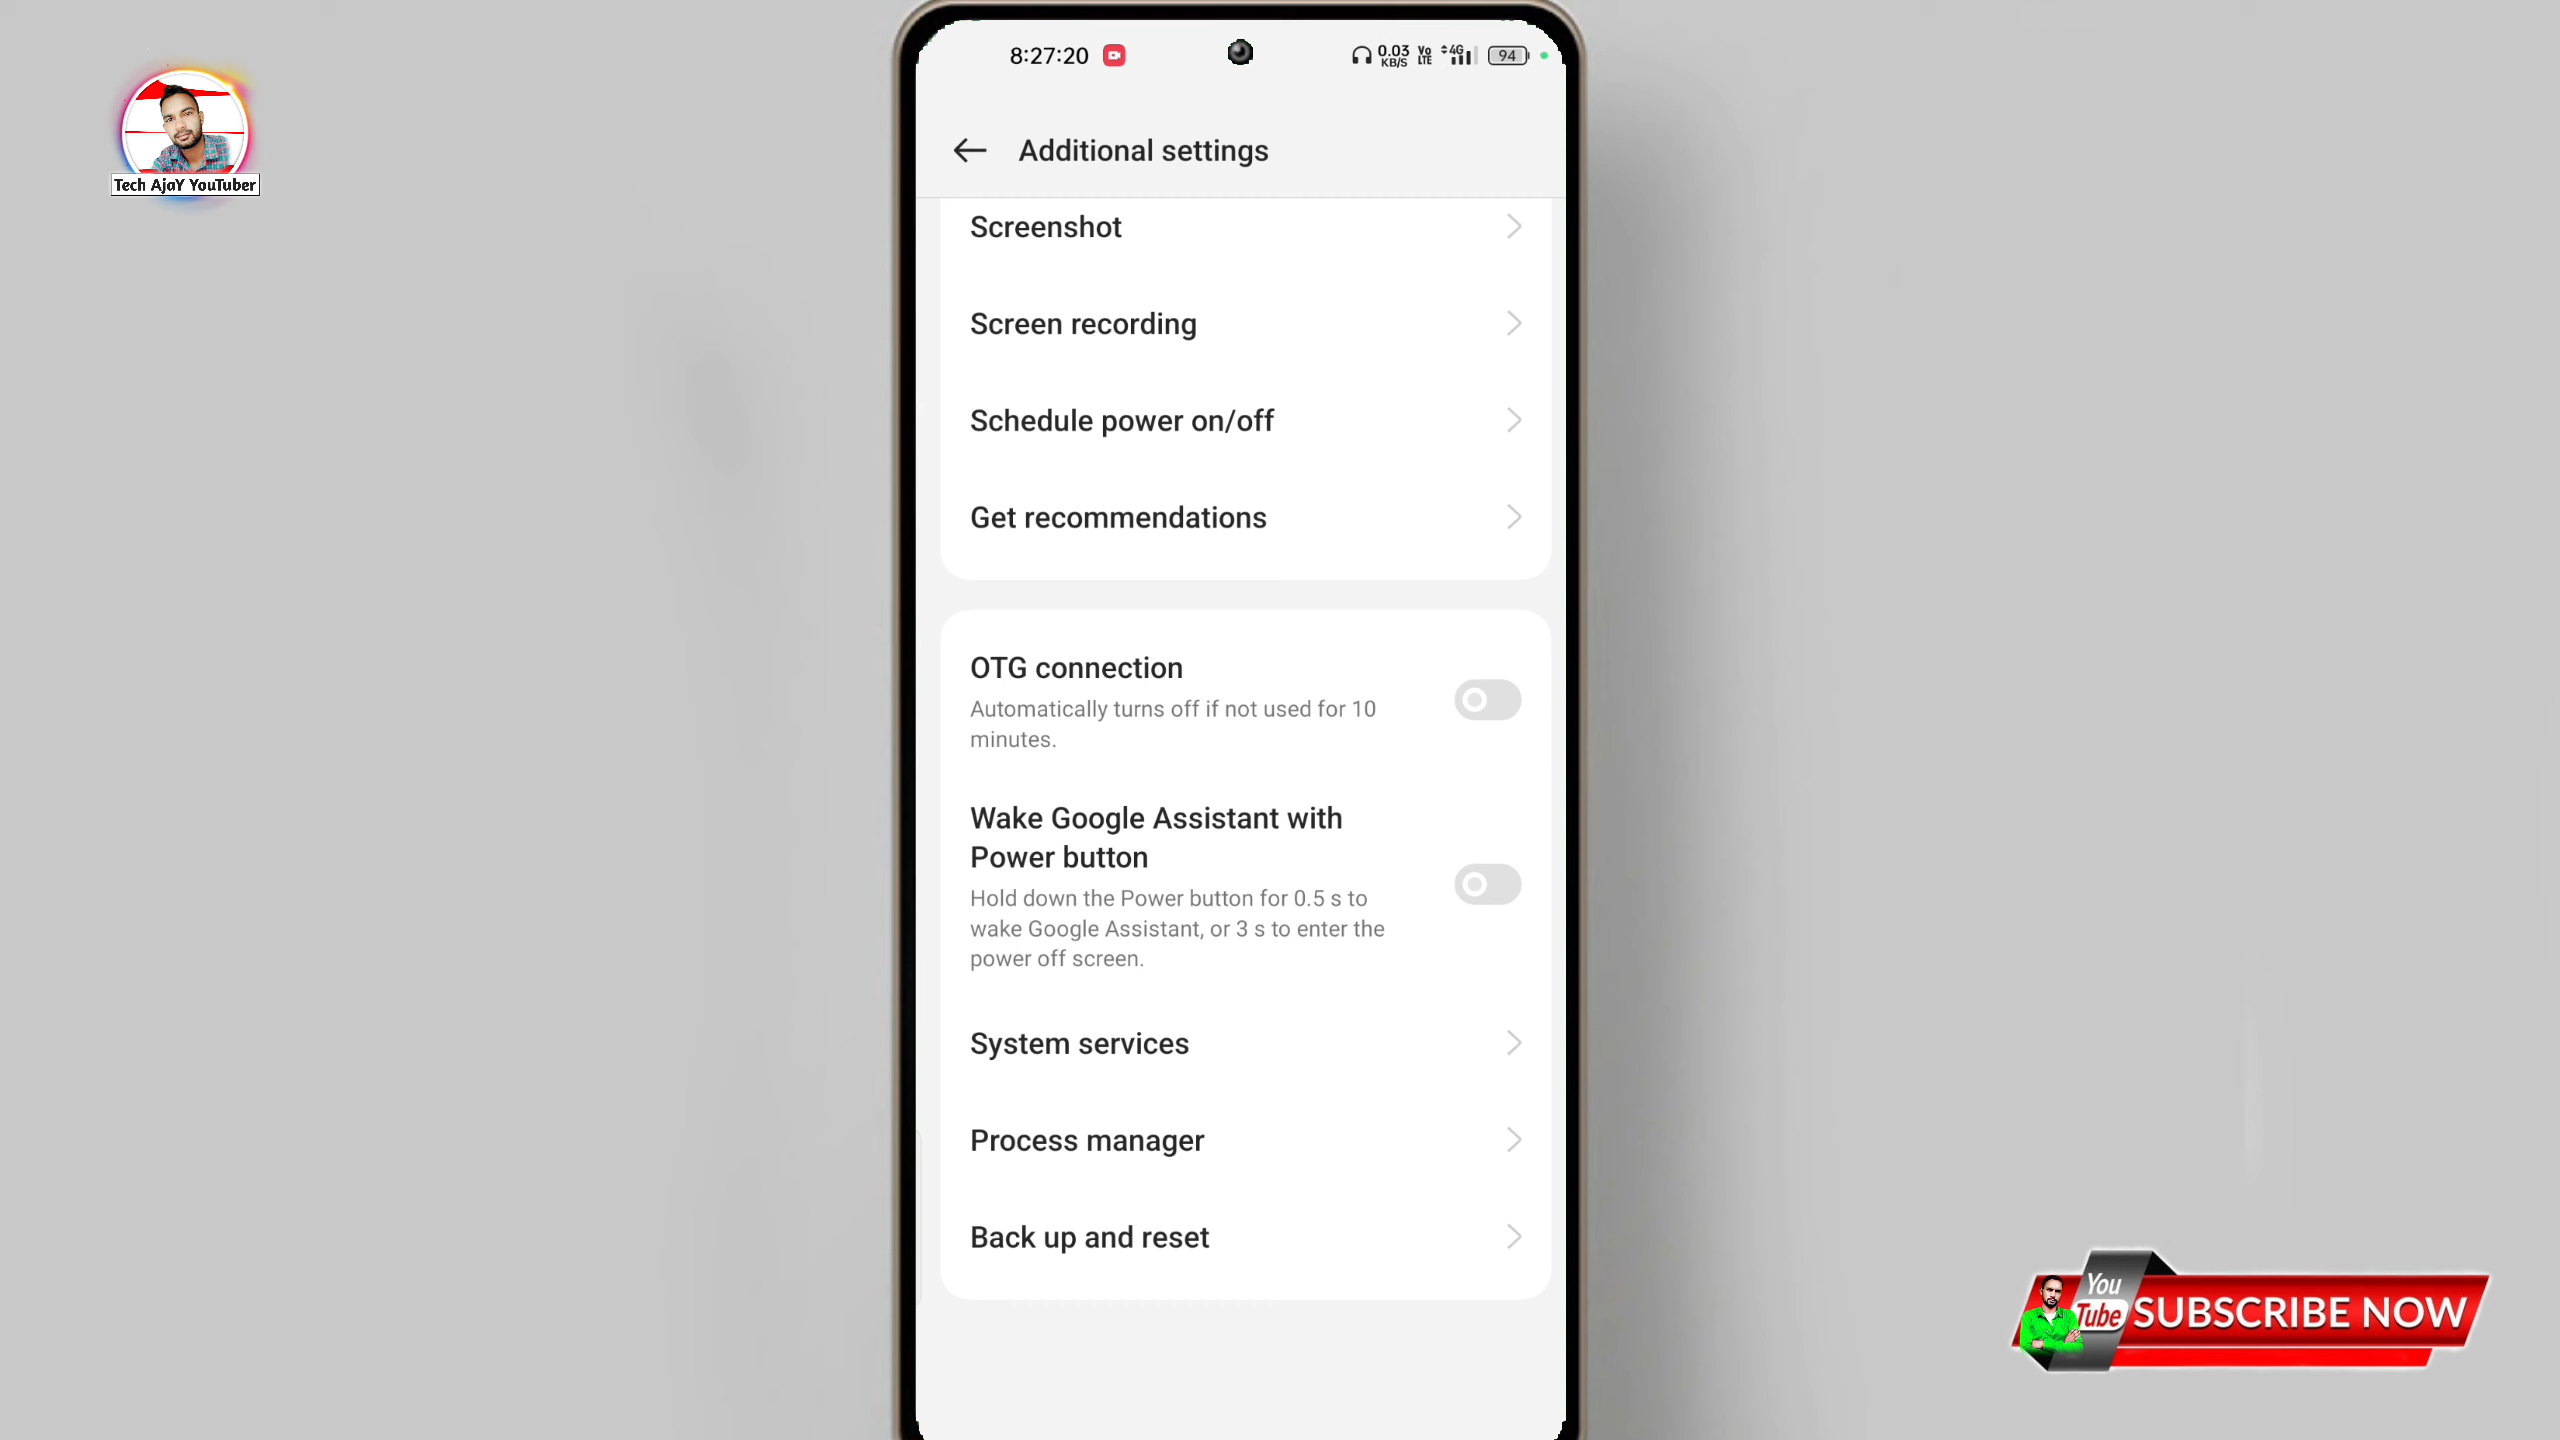 Tech AjaY YouTuber
8:27:20
0.03 KB/S
Vo LTE
4G
94
Additional settings
Screenshot
Screen recording
Schedule power on/off
Get recommendations
OTG connection
Automatically turns off if not used for 10
minutes.
Wake Google Assistant with
Power button
Hold down the Power button for 0.5 s to
wake Google Assistant, or 3 s to enter the
power off screen.
System services
Process manager
Back up and reset
You
Tube
SUBSCRIBE NOW